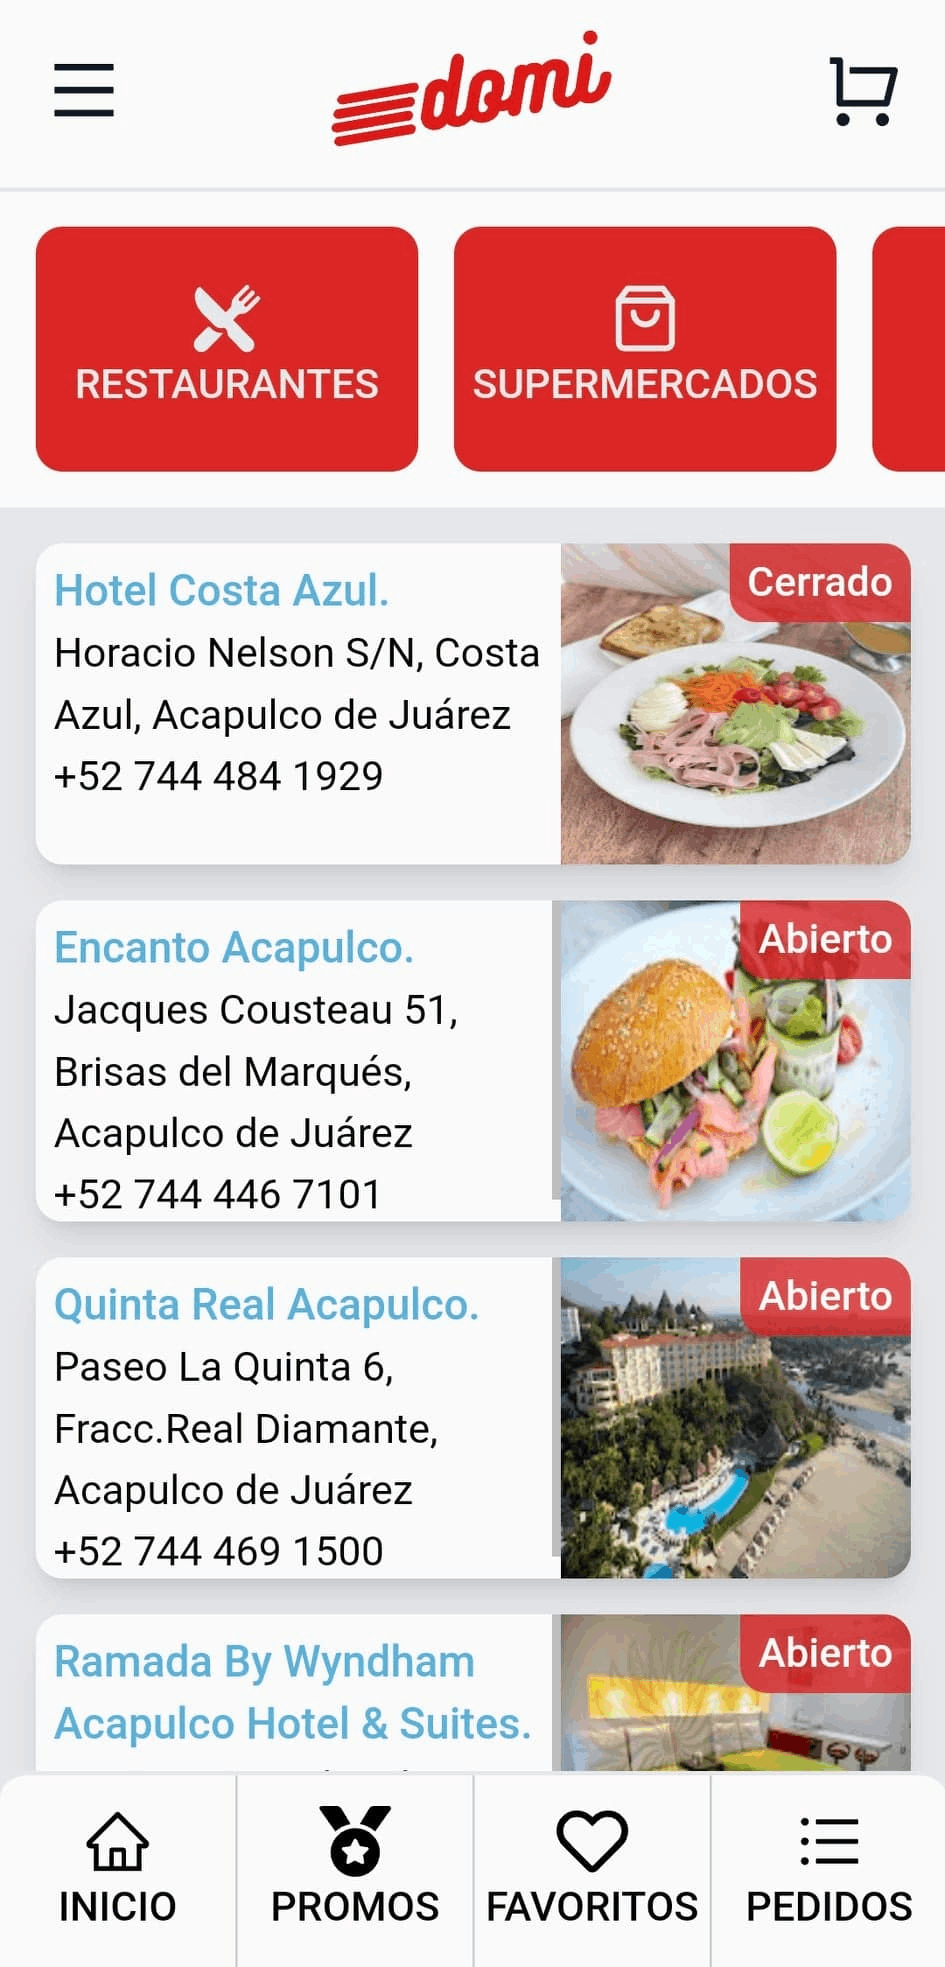 domi
RESTAURANTES
SUPERMERCADOS
Hotel Costa Azul.
Cerrado
Horacio Nelson S/N, Costa
Azul, Acapulco de Juárez
+52 744 484 1929
Encanto Acapulco.
Abierto
Jacques Cousteau 51,
Brisas del Marqués,
Acapulco de Juárez
+52 744 446 7101
Quinta Real Acapulco.
Abierto
Paseo La Quinta 6,
Fracc.Real Diamante,
Acapulco de Juárez
+52 744 469 1500
Ramada By Wyndham
Acapulco Hotel & Suites.
Abierto
INICIO
PROMOS
FAVORITOS
PEDIDOS